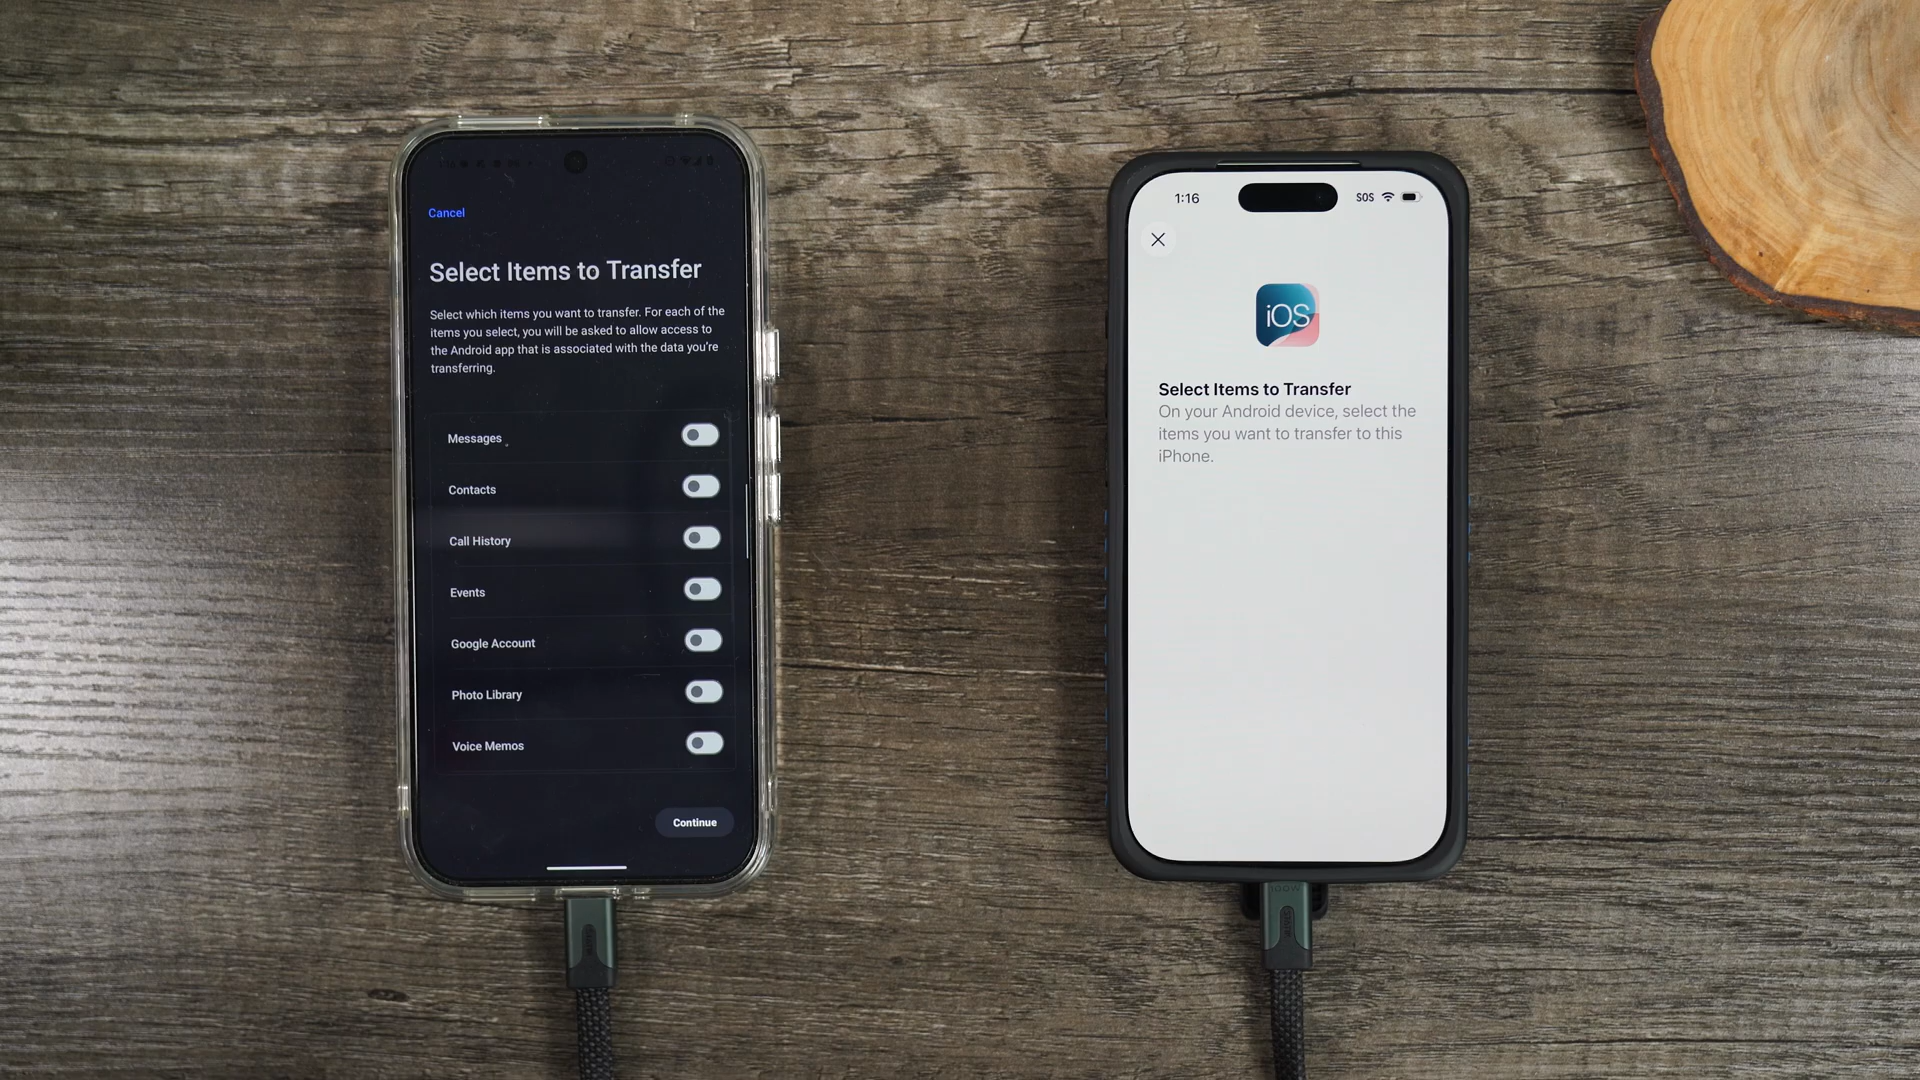 Cancel
Select Items to Transfer
Select which items you want to transfer. For each of the
items you select, you will be asked to allow access to
the Android app that is associated with the data you're
transferring.
Messages
Contacts
Call History
Events
Google Account
Photo Library
Voice Memos
Continue
1:16
SOS
iOS
Select Items to Transfer
On your Android device, select the
items you want to transfer to this
iPhone.
100W